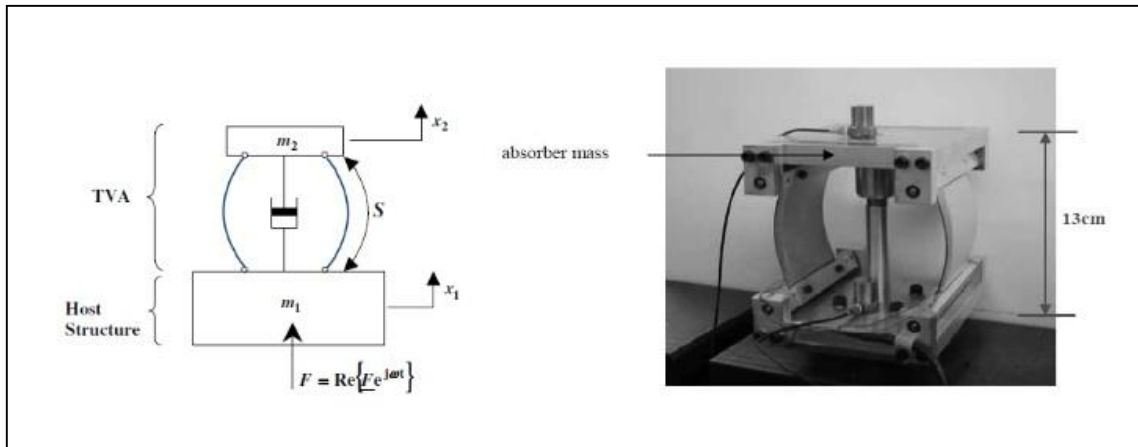 x₂
m₂
TVA
S
x₁
m₁
Host
Structure
F = Re{Fe^jωt}
absorber mass
13cm